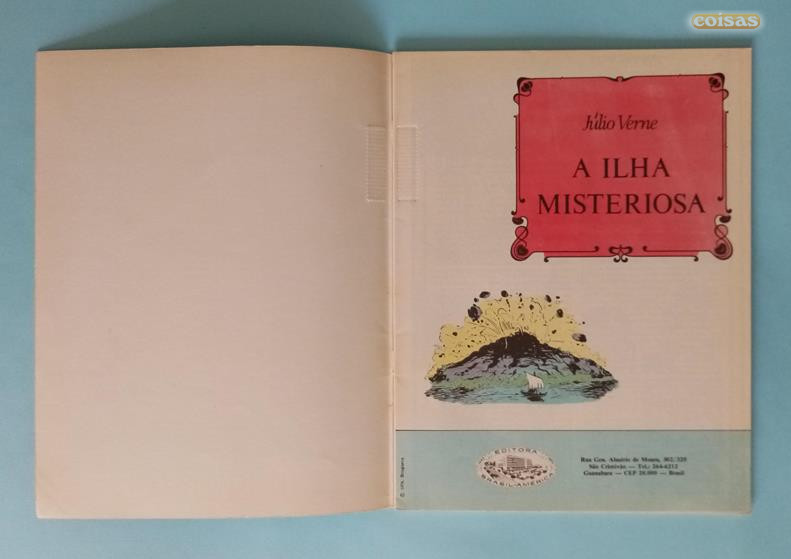 coisas
Júlio Verne
A ILHA
MISTERIOSA
EDITORA
BRASIL-AMÉRICA
Rua Gen. Almério de Moura, 302/320
São Cristóvão — Tel.: 264-6212
Guanabara — CEP 20.000 — Brasil